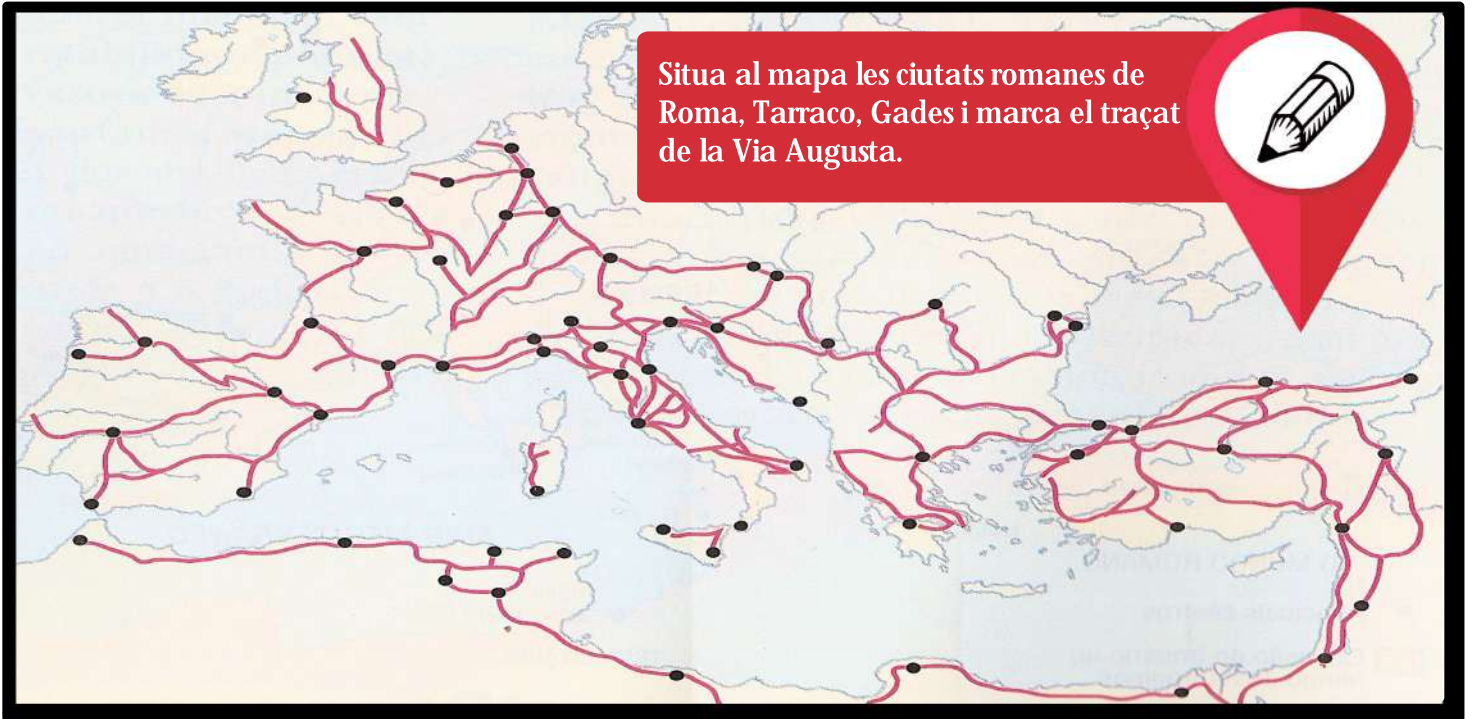 Situa al mapa les ciutats romanes de
Roma, Tarraco, Gades i marca el traçat
de la Via Augusta.